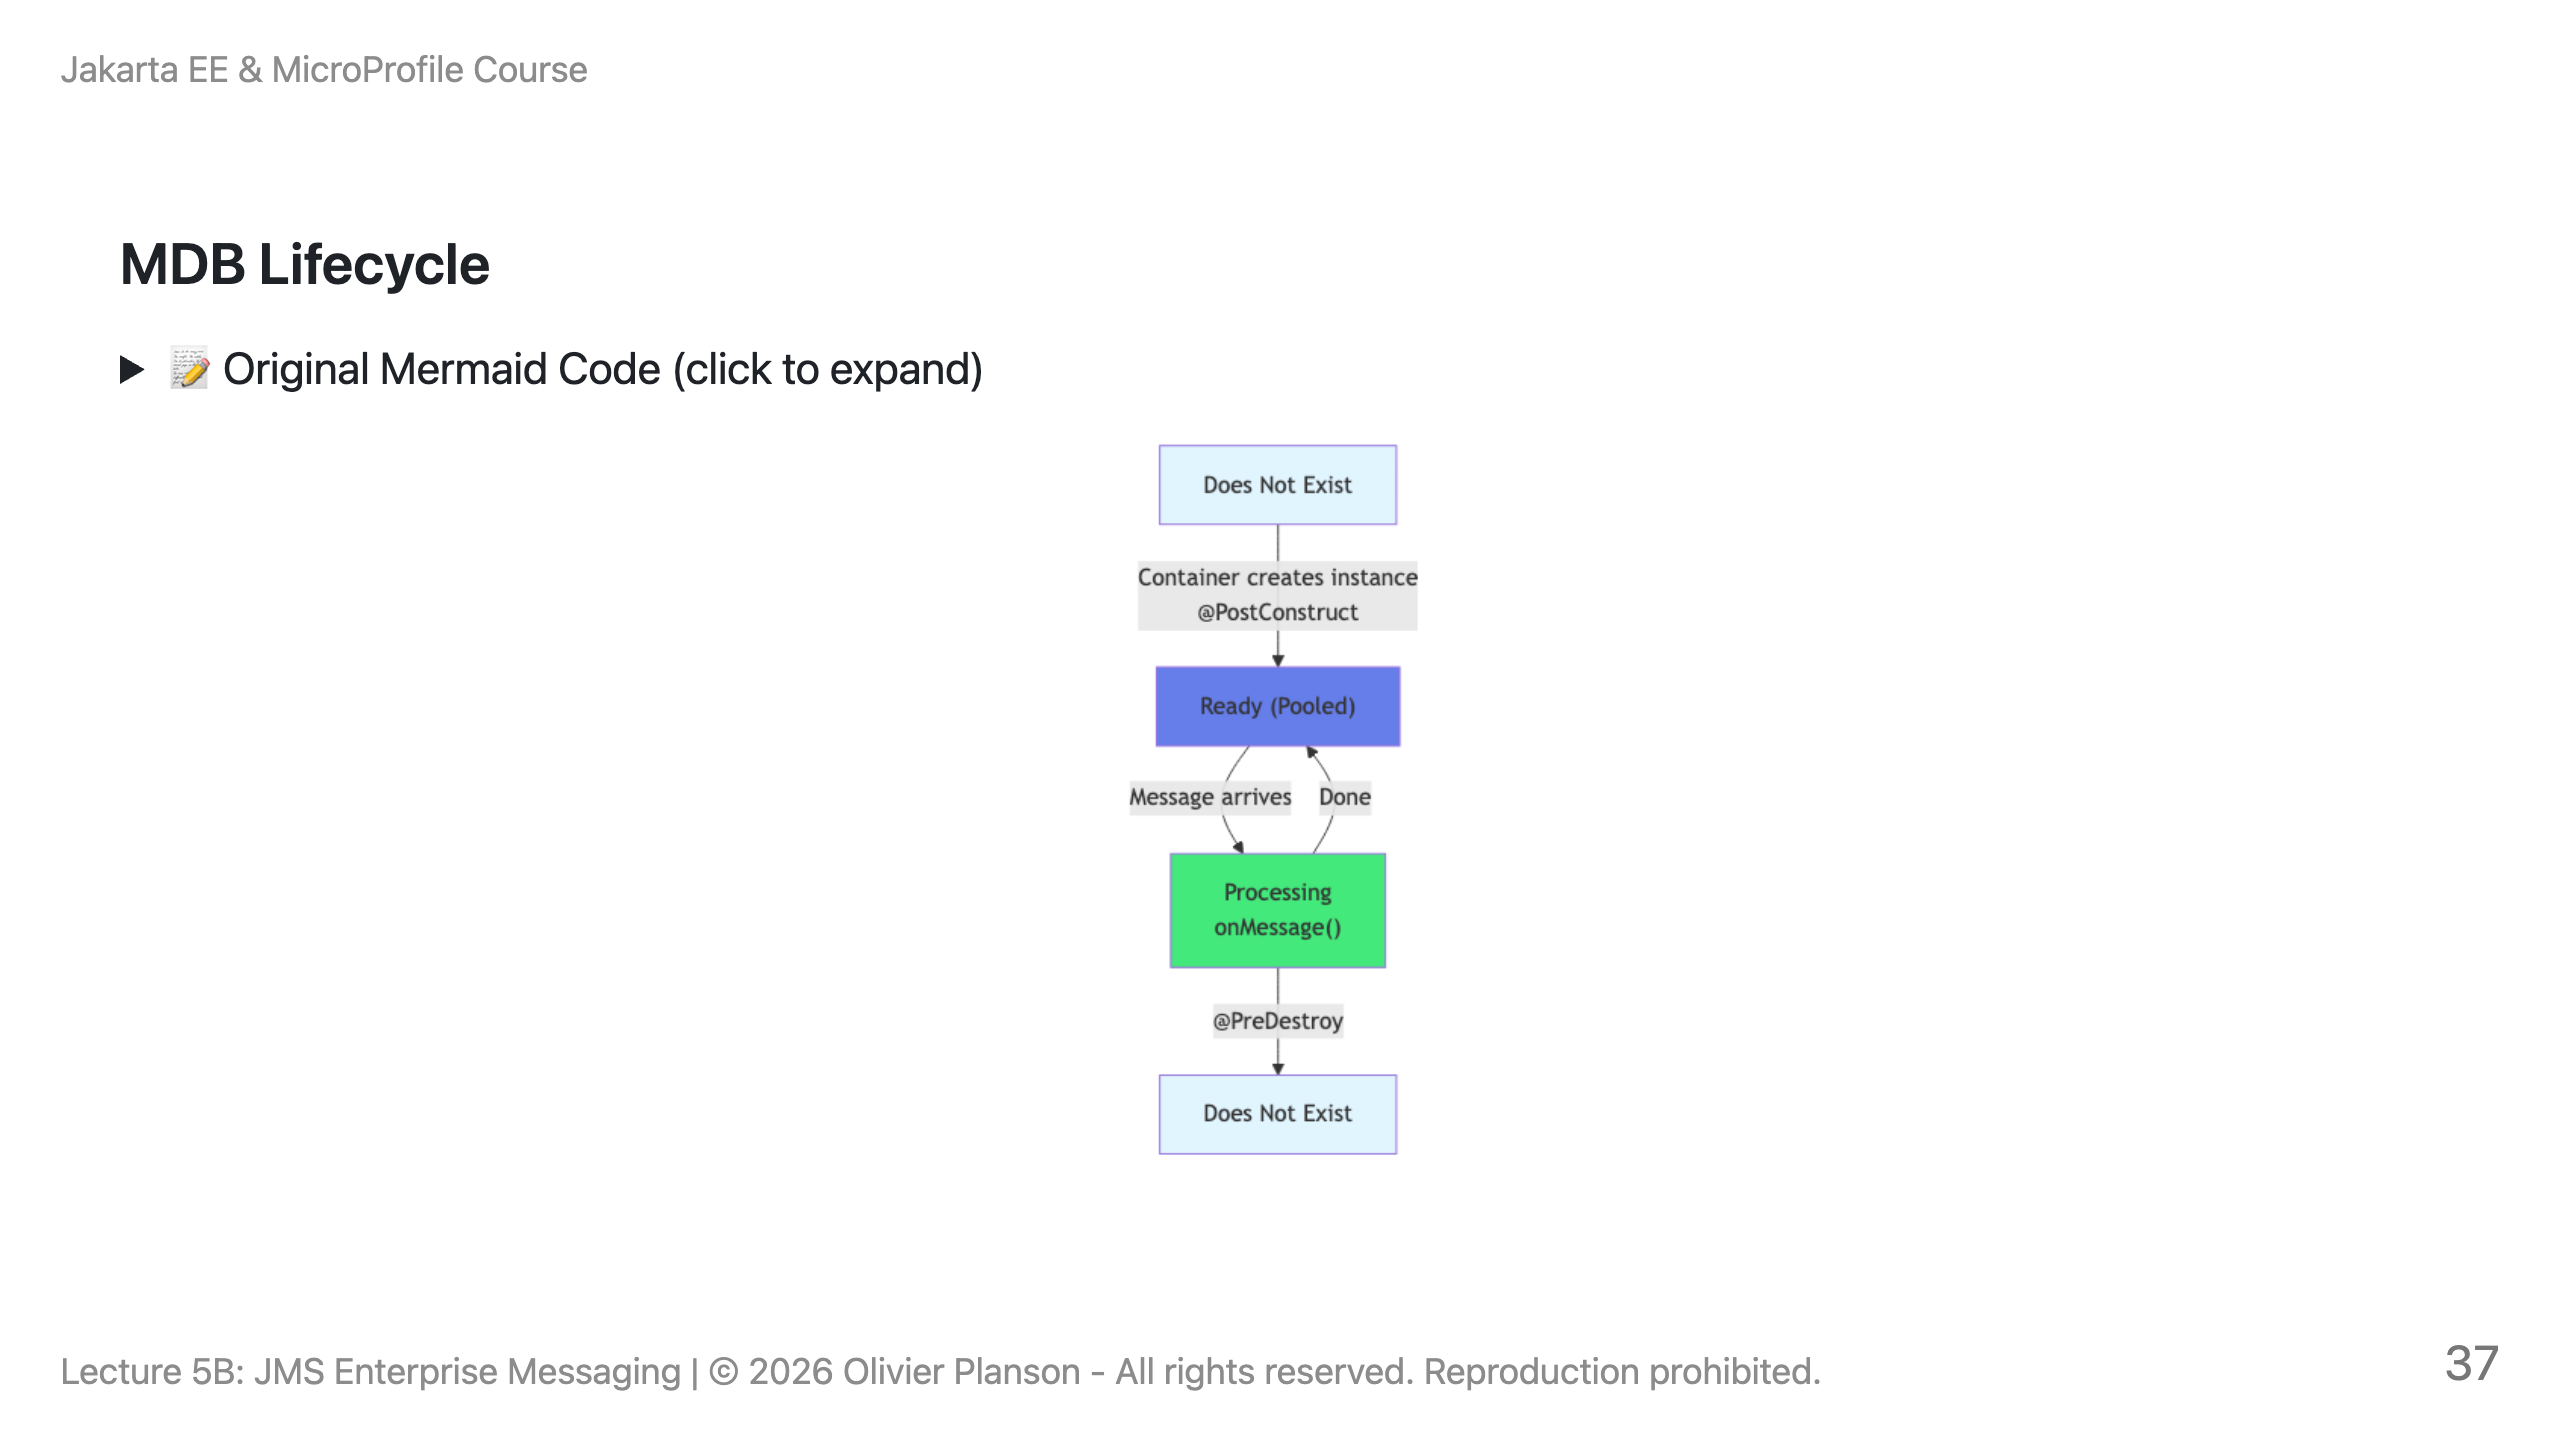 Jakarta EE & MicroProfile Course
MDB Lifecycle
▶ 📝 Original Mermaid Code (click to expand)
Does Not Exist
Container creates instance
@PostConstruct
Ready (Pooled)
Message arrives
Done
Processing
onMessage()
@PreDestroy
Does Not Exist
Lecture 5B: JMS Enterprise Messaging | © 2026 Olivier Planson - All rights reserved. Reproduction prohibited.
37